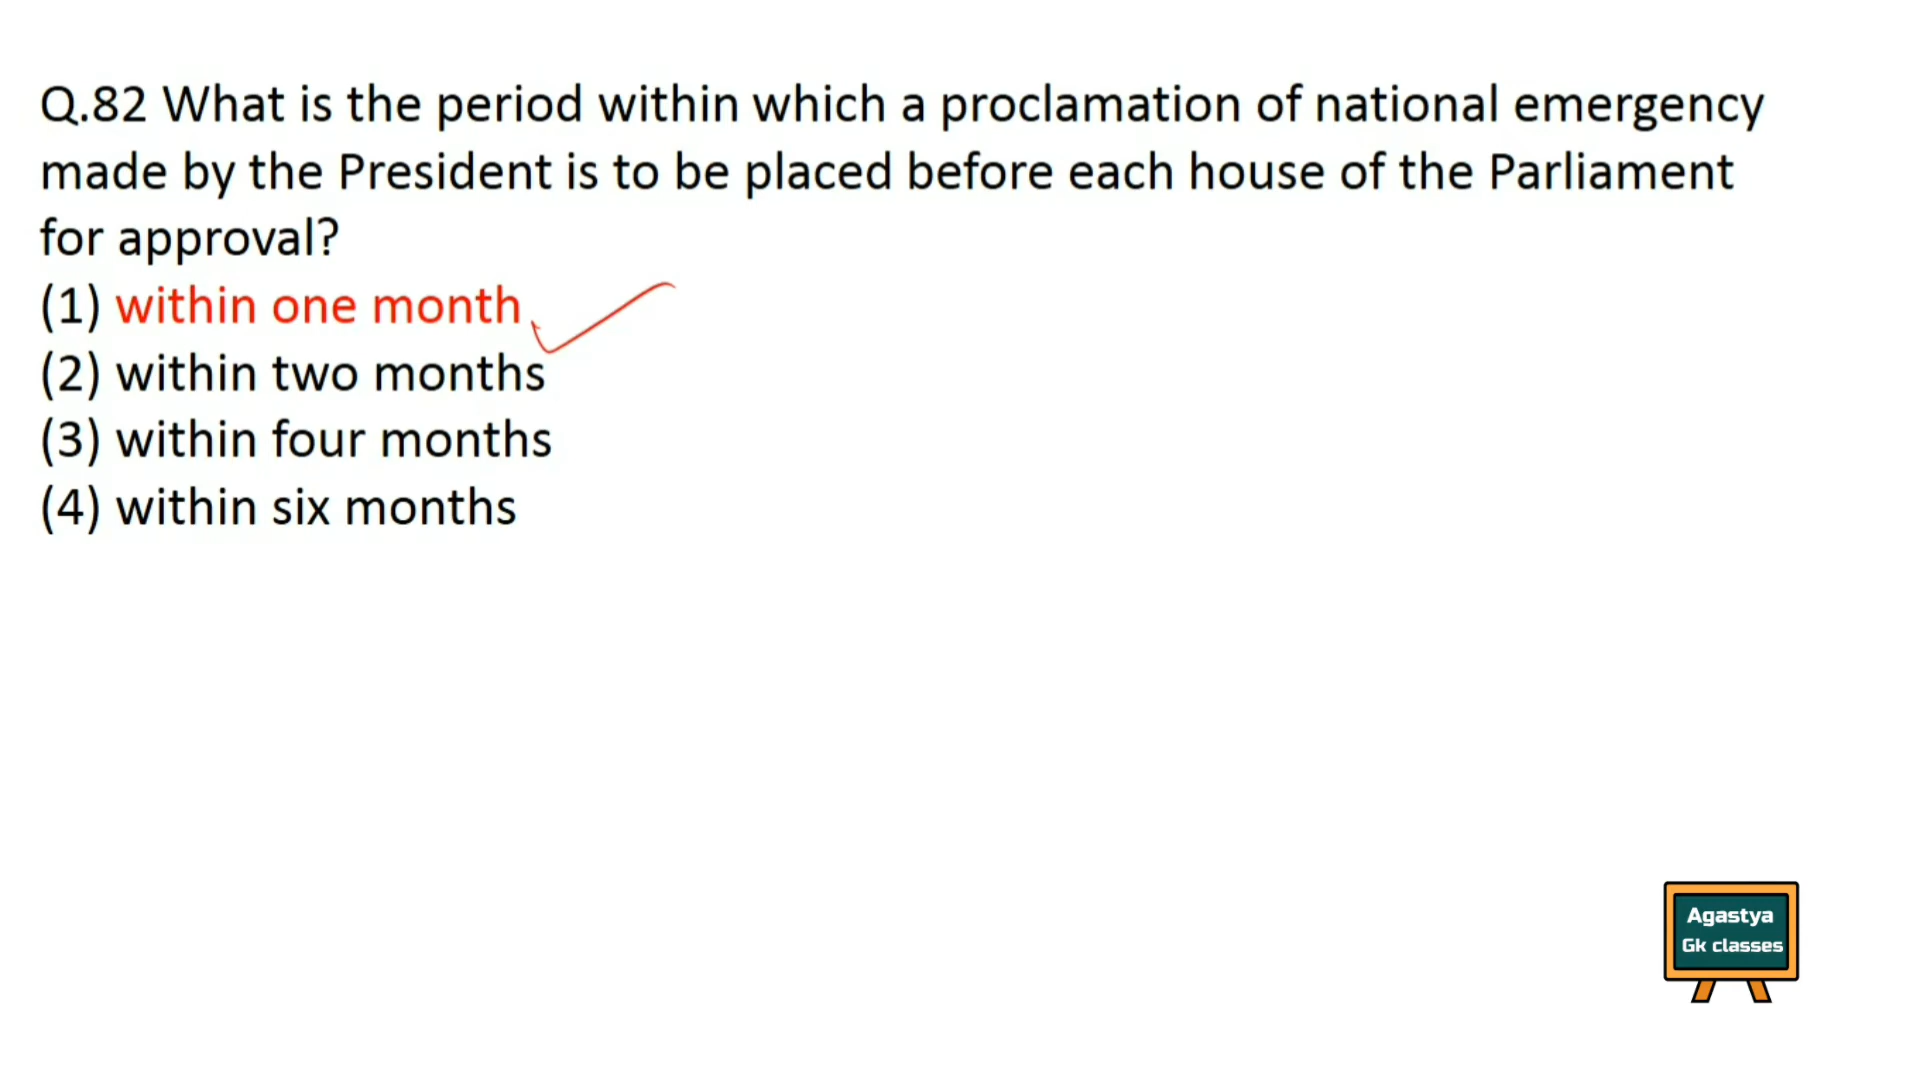 Q.82 What is the period within which a proclamation of national emergency
made by the President is to be placed before each house of the Parliament
for approval?
(1) within one month
(2) within two months
(3) within four months
(4) within six months
Agastya
Gk classes